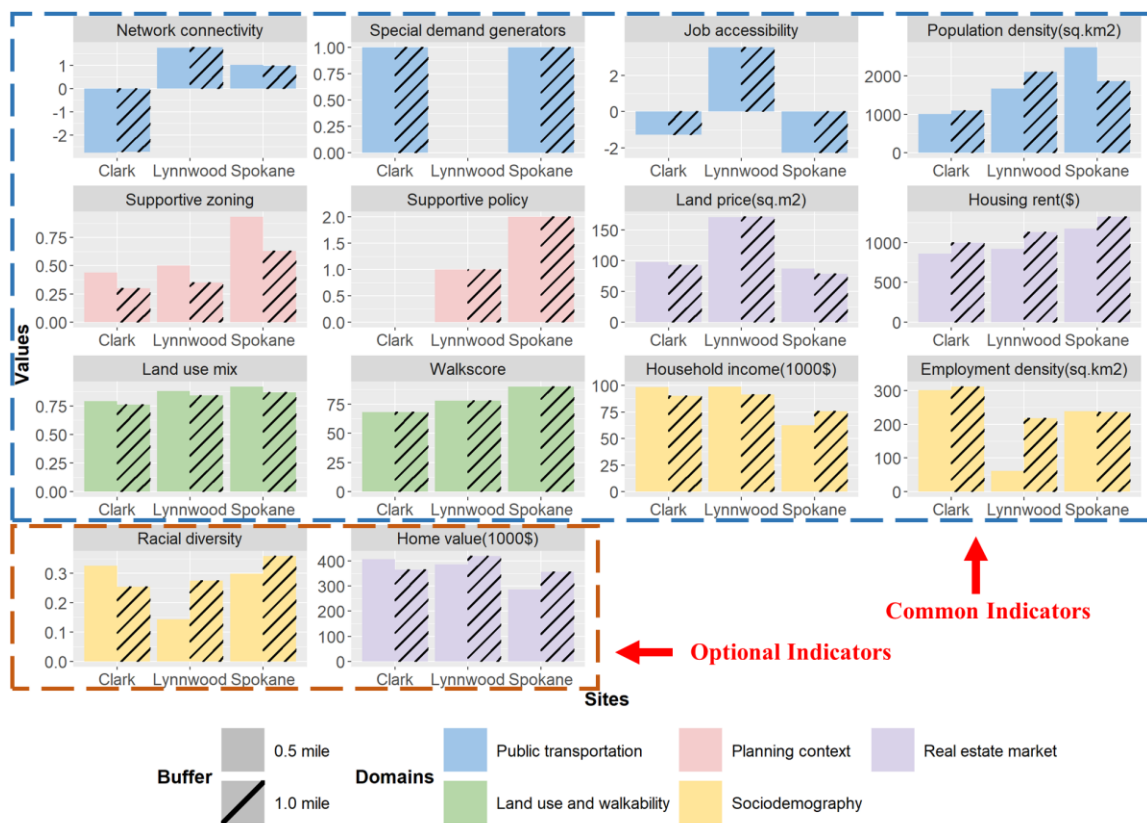 Network connectivity
Special demand generators
Job accessibility
Population density(sq.km2)
1
0
-1
-2
1.00
0.75
0.50
0.25
0.00
2
0
-2
2000
1000
0
Clark Lynnwood Spokane
Clark Lynnwood Spokane
Clark Lynnwood Spokane
Clark Lynnwood Spokane
Supportive zoning
Supportive policy
Land price(sq.m2)
Housing rent($)
0.75
0.50
0.25
0.00
2.0
1.5
1.0
0.5
0.0
150
100
50
0
1000
500
0
Clark Lynnwood Spokane
Clark Lynnwood Spokane
Clark Lynnwood Spokane
Clark Lynnwood Spokane
Values
Land use mix
Walkscore
Household income(1000$)
Employment density(sq.km2)
0.75
0.50
0.25
0.00
75
50
25
0
100
75
50
25
0
300
200
100
0
Clark Lynnwood Spokane
Clark Lynnwood Spokane
Clark Lynnwood Spokane
Clark Lynnwood Spokane
Racial diversity
Home value(1000$)
0.3
0.2
0.1
0.0
400
300
200
100
0
Clark Lynnwood Spokane
Clark Lynnwood Spokane
Common Indicators
Optional Indicators
Sites
Buffer
0.5 mile
1.0 mile
Domains
Public transportation
Planning context
Real estate market
Land use and walkability
Sociodemography